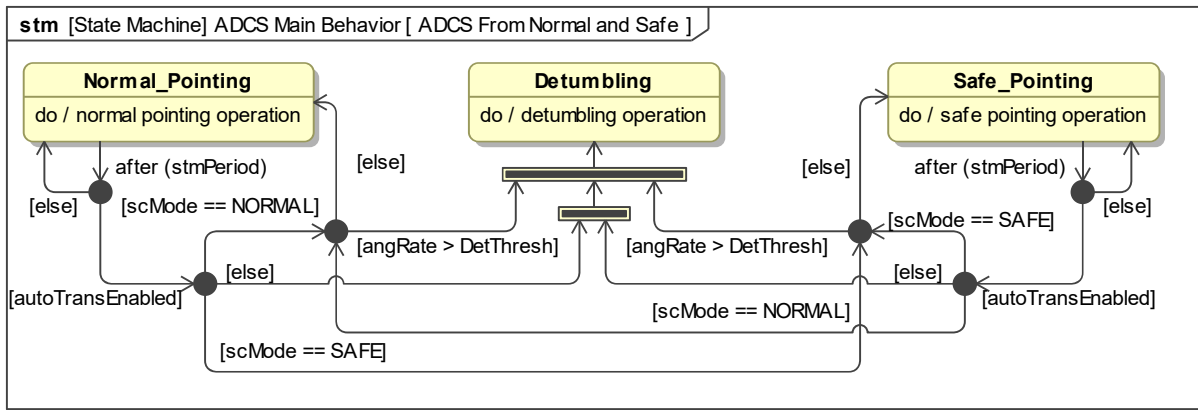 stm [State Machine] ADCS Main Behavior [ ADCS From Normal and Safe ]
Normal_Pointing
do / normal pointing operation
Detumbling
do / detumbling operation
Safe_Pointing
do / safe pointing operation
after (stmPeriod)
[else]
[else]
after (stmPeriod)
[else]
[scMode == NORMAL]
[else]
[scMode == SAFE]
[angRate > DetThresh]
[angRate > DetThresh]
[else]
[else]
[autoTransEnabled]
[autoTransEnabled]
[scMode == NORMAL]
[scMode == SAFE]